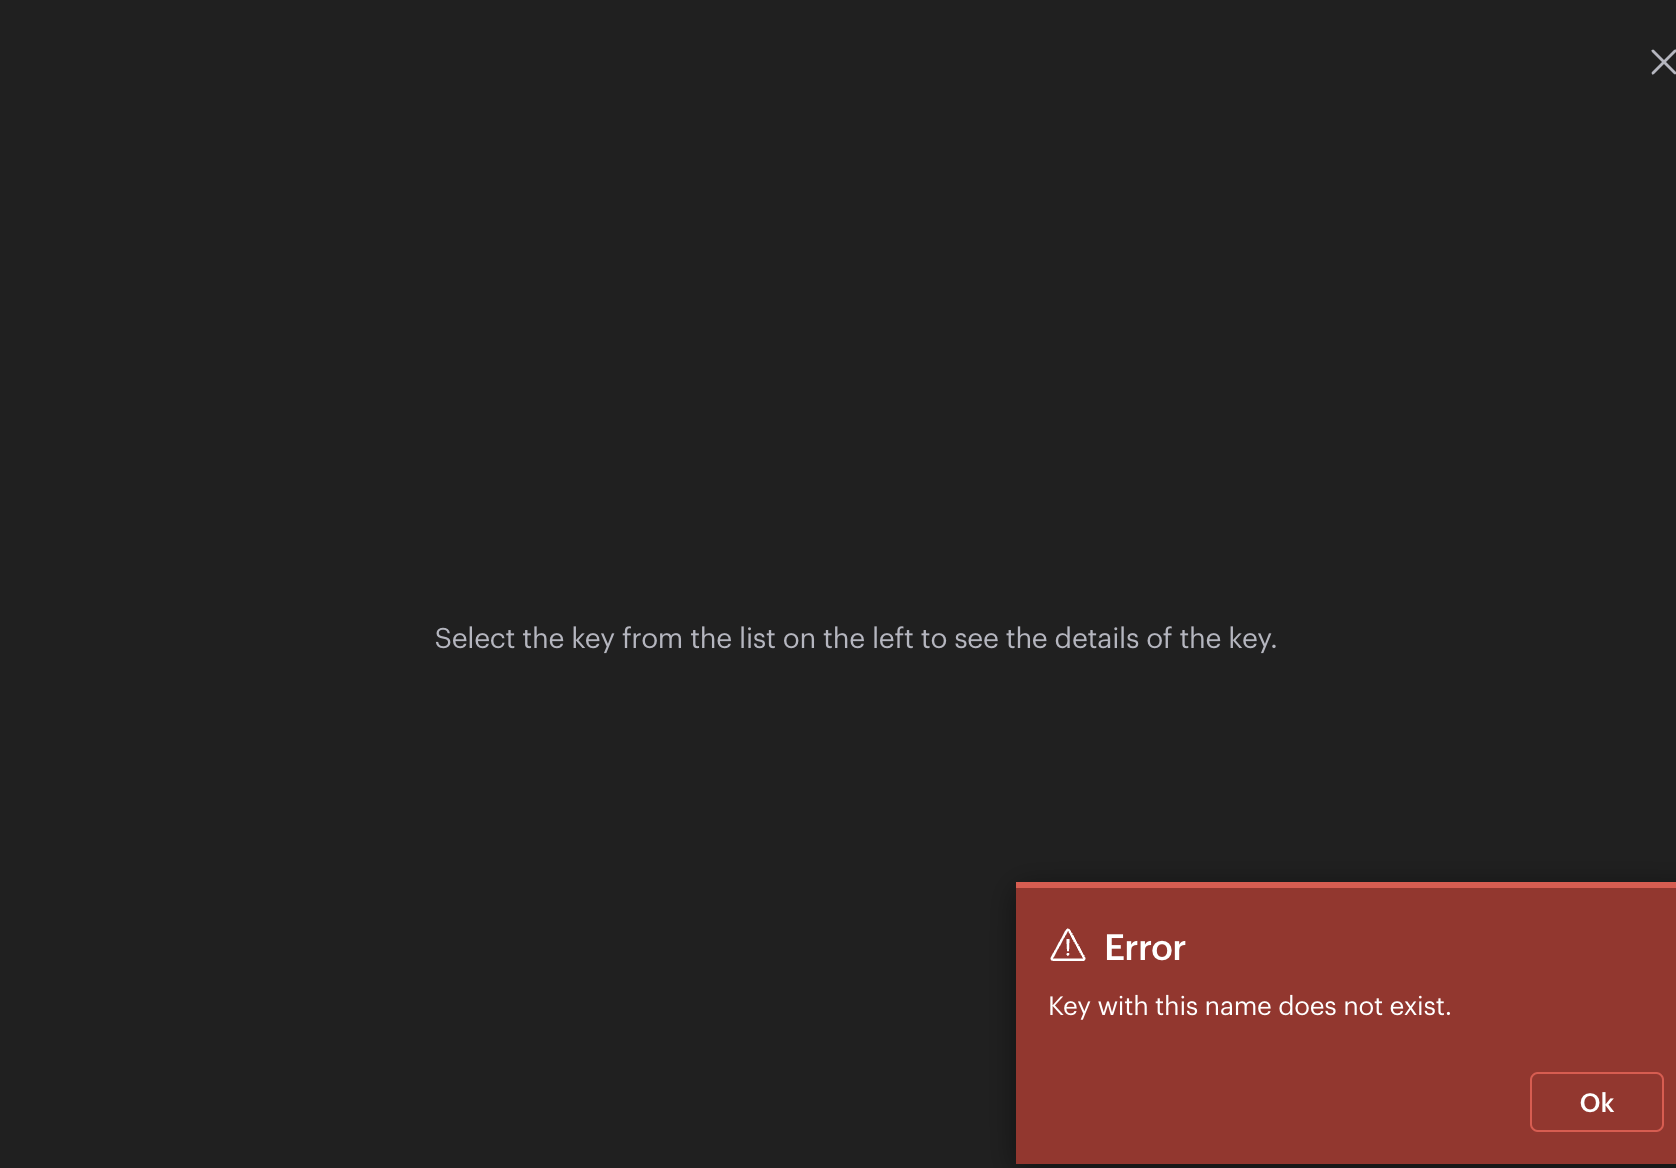 Select the key from the list on the left to see the details of the key.
Error
Key with this name does not exist.
Ok